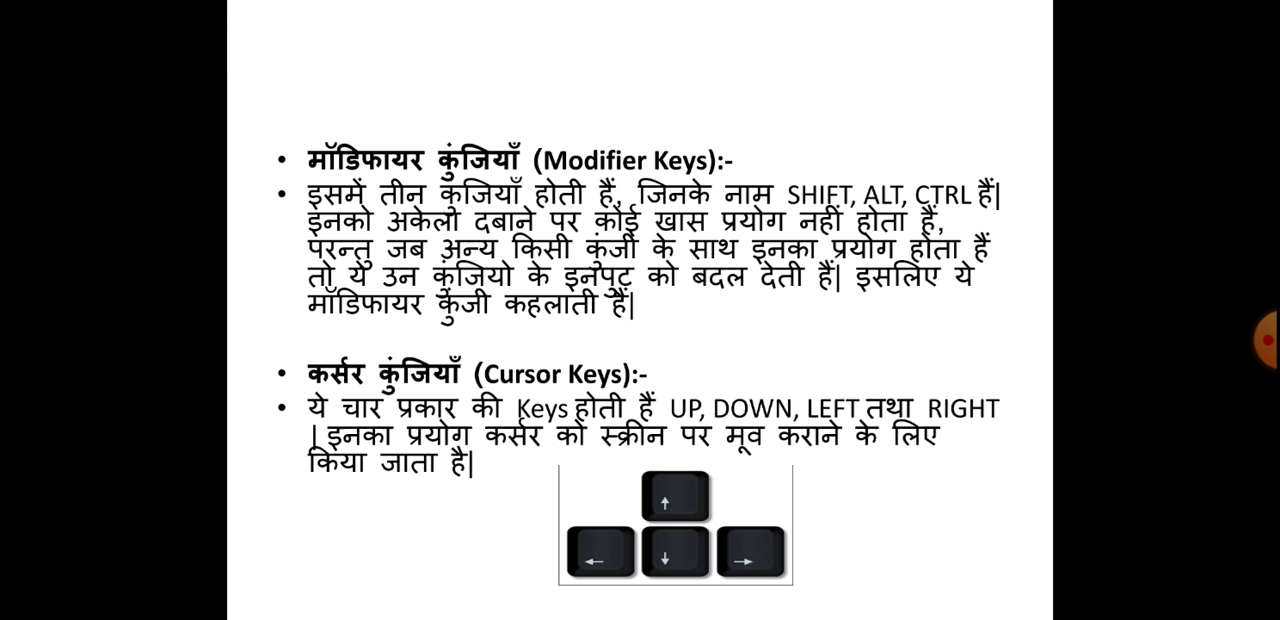 • मॉडिफायर कुंजियाँ (Modifier Keys):-
• इसमें तीन कुजियाँ होती हैं, जिनके नाम SHIFT, ALT, CTRL हैं|
इनको अकेली दबाने पर कोई खास प्रयोग नहीं होता हैं,
परन्तु जब अन्य किसी कुंजी के साथ इनका प्रयोग होता हैं
तो ये उन कुंजियो के इनपुट को बदल देती हैं| इसलिए ये
मॉडिफायर कुंजी कहलाती हैं|
• कर्सर कुंजियाँ (Cursor Keys):-
• ये चार प्रकार की Keys होती हैं UP, DOWN, LEFT तथा RIGHT
| इनका प्रयोग कर्सर को स्क्रीन पर मूव कराने के लिए
किया जाता है|
↑
← ↓ →